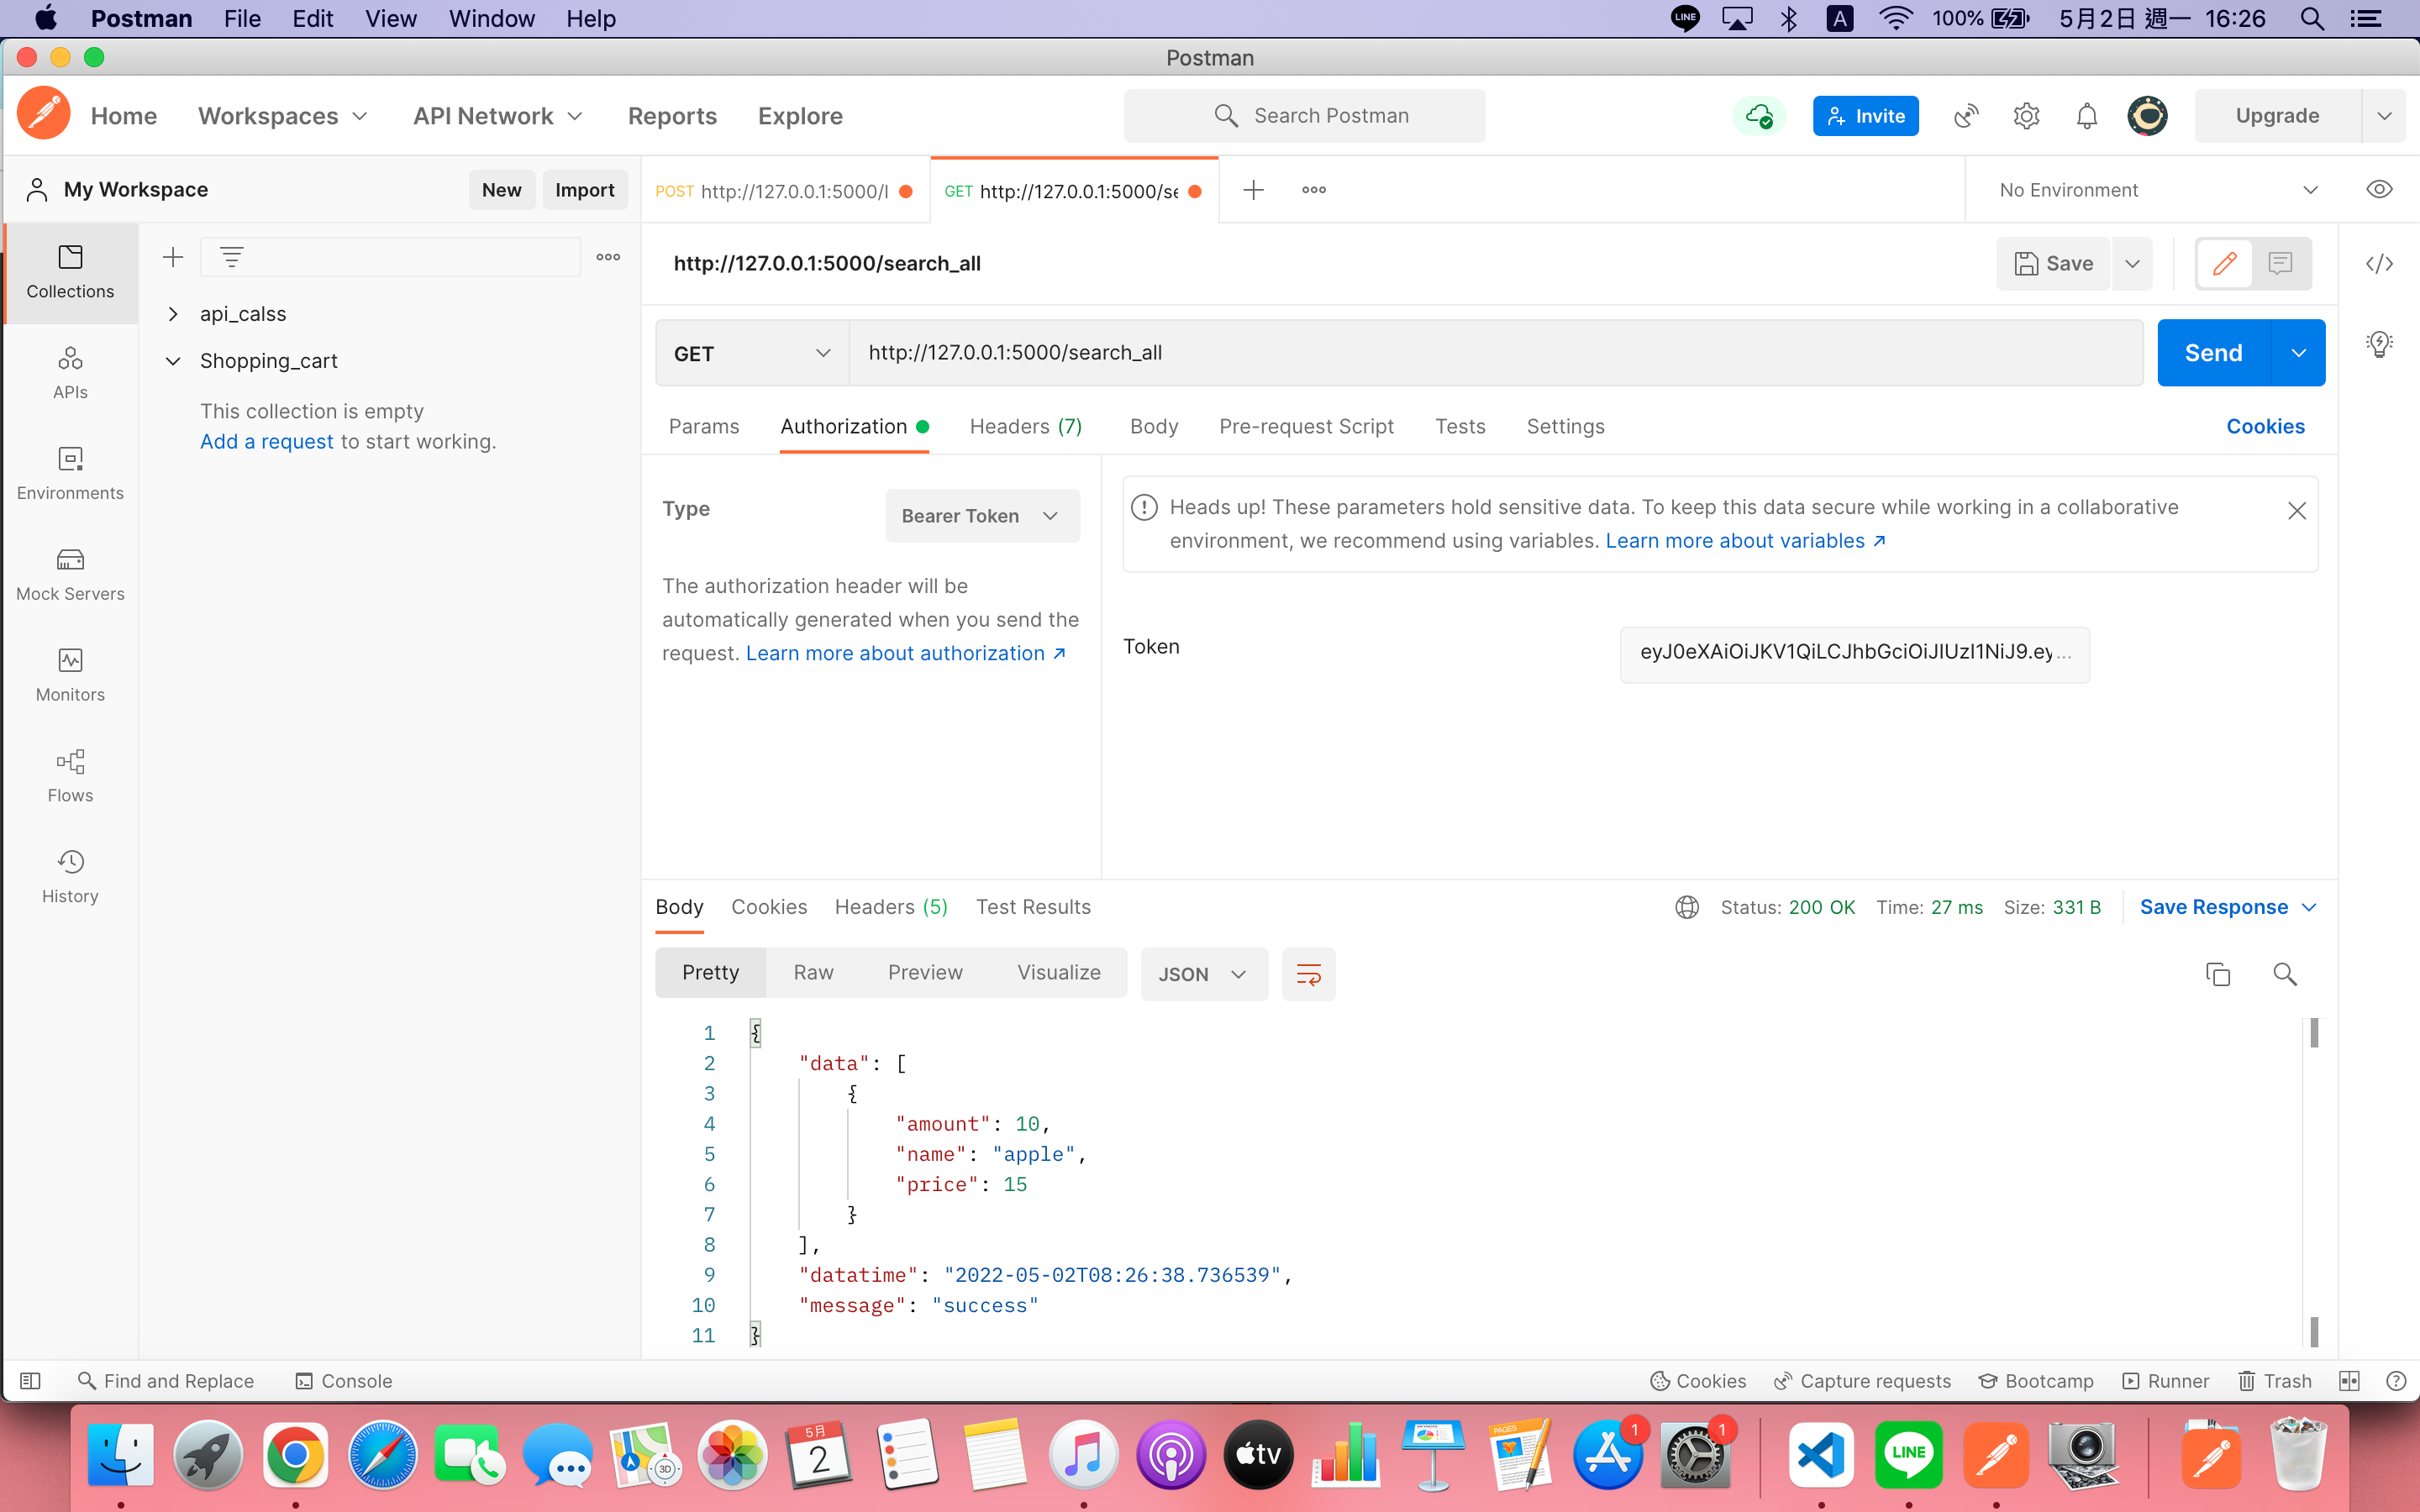 Postman File Edit View Window Help LINE A 100% 5月2日 週一 16:26
Postman
Home Workspaces API Network Reports Explore Search Postman Invite Upgrade
My Workspace New Import POST http://127.0.0.1:5000/l GET http://127.0.0.1:5000/se No Environment
Collections
APIs
Environments
Mock Servers
Monitors
Flows
History
api_calss
Shopping_cart
This collection is empty
Add a request to start working.
http://127.0.0.1:5000/search_all Save
GET http://127.0.0.1:5000/search_all Send
Params Authorization Headers (7) Body Pre-request Script Tests Settings Cookies
Type Bearer Token
The authorization header will be
automatically generated when you send the
request. Learn more about authorization ↗
Heads up! These parameters hold sensitive data. To keep this data secure while working in a collaborative
environment, we recommend using variables. Learn more about variables ↗
Token eyJ0eXAiOiJKV1QiLCJhbGciOiJIUzI1NiJ9.ey...
Body Cookies Headers (5) Test Results Status: 200 OK Time: 27 ms Size: 331 B Save Response
Pretty Raw Preview Visualize JSON
1 {
2 "data": [
3 {
4 "amount": 10,
5 "name": "apple",
6 "price": 15
7 }
8 ],
9 "datatime": "2022-05-02T08:26:38.736539",
10 "message": "success"
11 }
Find and Replace Console Cookies Capture requests Bootcamp Runner Trash
3D 5月 2 tv PAGES 1 1 LINE